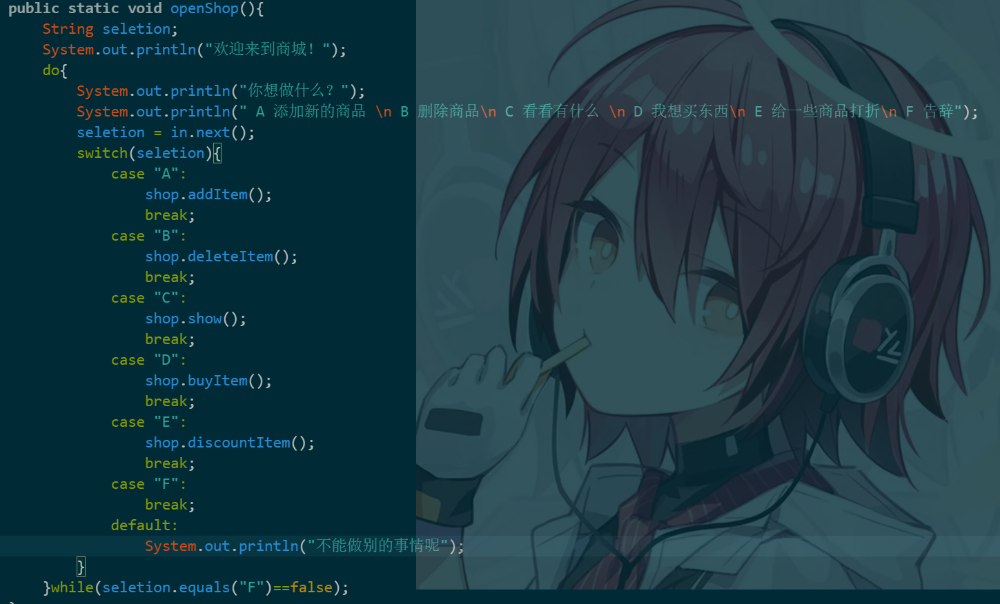 public static void openShop(){
    String seletion;
    System.out.println("欢迎来到商城！");
    do{
        System.out.println("你想做什么？");
        System.out.println(" A 添加新的商品 \n B 删除商品\n C 看看有什么 \n D 我想买东西\n E 给一些商品打折\n F 告辞");
        seletion = in.next();
        switch(seletion){
            case "A":
                shop.addItem();
                break;
            case "B":
                shop.deleteItem();
                break;
            case "C":
                shop.show();
                break;
            case "D":
                shop.buyItem();
                break;
            case "E":
                shop.discountItem();
                break;
            case "F":
                break;
            default:
                System.out.println("不能做别的事情呢");
        }
    }while(seletion.equals("F")==false);